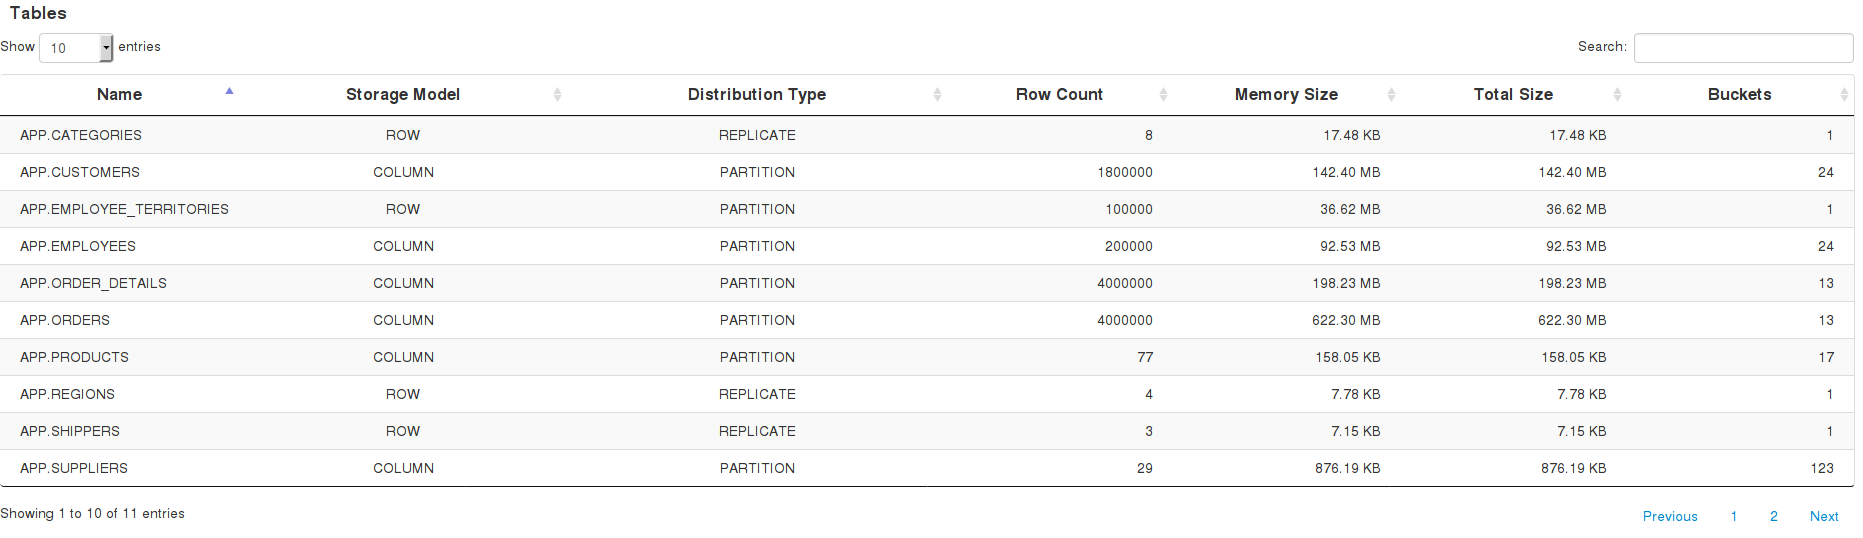 Tables
Show 10 entries Search:
Name Storage Model Distribution Type Row Count Memory Size Total Size Buckets
APP.CATEGORIES ROW REPLICATE 8 17.48 KB 17.48 KB 1
APP.CUSTOMERS COLUMN PARTITION 1800000 142.40 MB 142.40 MB 24
APP.EMPLOYEE_TERRITORIES ROW PARTITION 100000 36.62 MB 36.62 MB 1
APP.EMPLOYEES COLUMN PARTITION 200000 92.53 MB 92.53 MB 24
APP.ORDER_DETAILS COLUMN PARTITION 4000000 198.23 MB 198.23 MB 13
APP.ORDERS COLUMN PARTITION 4000000 622.30 MB 622.30 MB 13
APP.PRODUCTS COLUMN PARTITION 77 158.05 KB 158.05 KB 17
APP.REGIONS ROW REPLICATE 4 7.78 KB 7.78 KB 1
APP.SHIPPERS ROW REPLICATE 3 7.15 KB 7.15 KB 1
APP.SUPPLIERS COLUMN PARTITION 29 876.19 KB 876.19 KB 123
Showing 1 to 10 of 11 entries Previous 1 2 Next